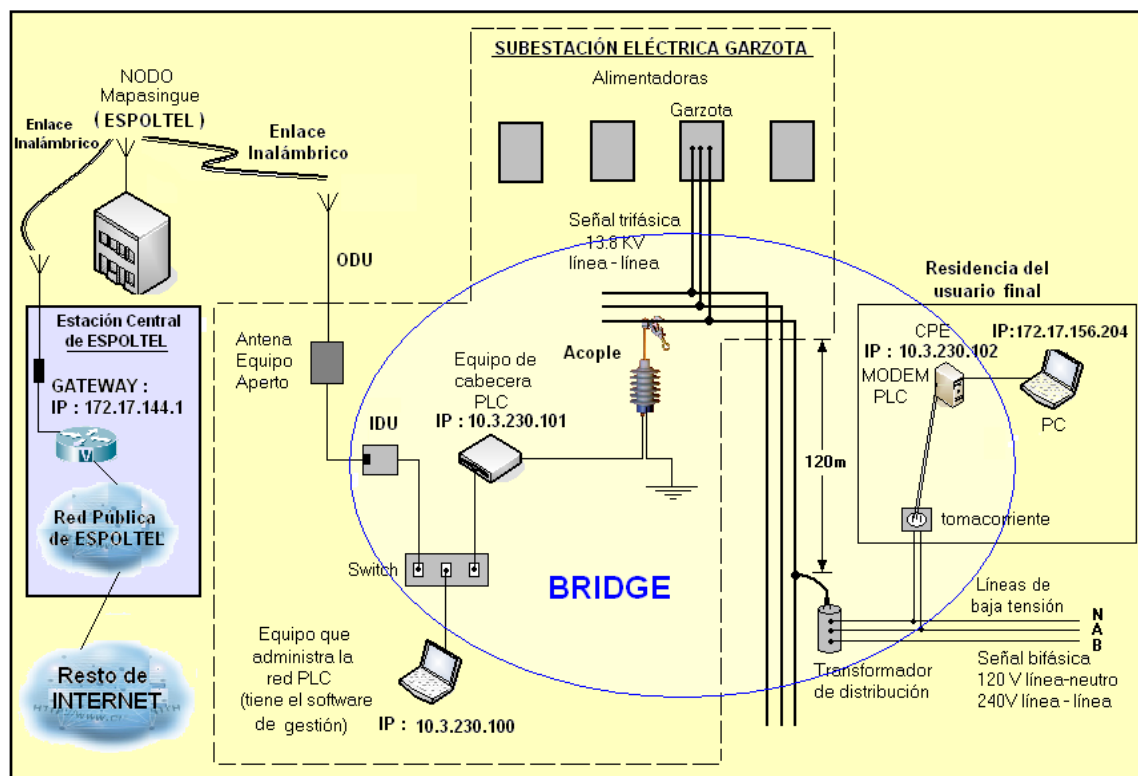 SUBESTACIÓN ELÉCTRICA GARZOTA
Alimentadoras
Garzota
NODO
Mapasingue
( ESPOLTEL )
Enlace
Inalámbrico
Enlace
Inalámbrico
Señal trifásica
13.8 KV
línea - línea
ODU
Residencia del
usuario final
Estación Central
de ESPOLTEL
GATEWAY :
IP : 172.17.144.1
V
Red Pública
de ESPOLTEL
Resto de
INTERNET
Antena
Equipo
Aperto
IDU
Equipo de
cabecera
PLC
IP : 10.3.230.101
Acople
CPE
IP : 10.3.230.102
MODEM
PLC
IP:172.17.156.204
PC
120m
tomacorriente
Switch
BRIDGE
Líneas de
baja tensión
N
A
B
Equipo que
administra la
red PLC
(tiene el software
de gestión)
IP : 10.3.230.100
Transformador
de distribución
Señal bifásica
120 V línea-neutro
240V línea - línea